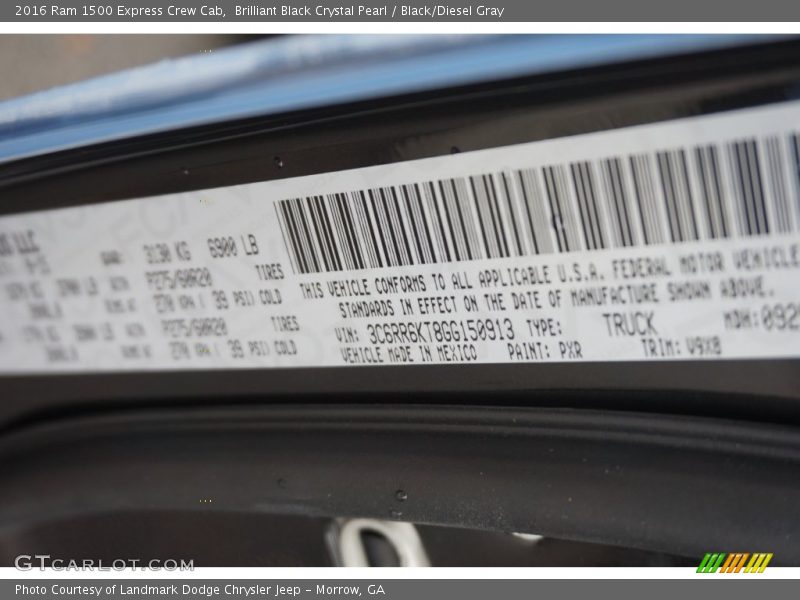 2016 Ram 1500 Express Crew Cab,  Brilliant Black Crystal Pearl / Black/Diesel Gray
LLC
3130 KG 6900 LB
P275/60R20 TIRES
270 KPA ( 39 PSI) COLD
P275/60R20 TIRES
270 KPA ( 39 PSI) COLD
THIS VEHICLE CONFORMS TO ALL APPLICABLE U.S.A. FEDERAL MOTOR VEHICLE
STANDARDS IN EFFECT ON THE DATE OF MANUFACTURE SHOWN ABOVE.
VIN: 3C6RR6KT8GG150913 TYPE: TRUCK MDH: 092
VEHICLE MADE IN MEXICO PAINT: PXR TRIM: V9X8
GTCARLOT.COM
Photo Courtesy of Landmark Dodge Chrysler Jeep – Morrow, GA